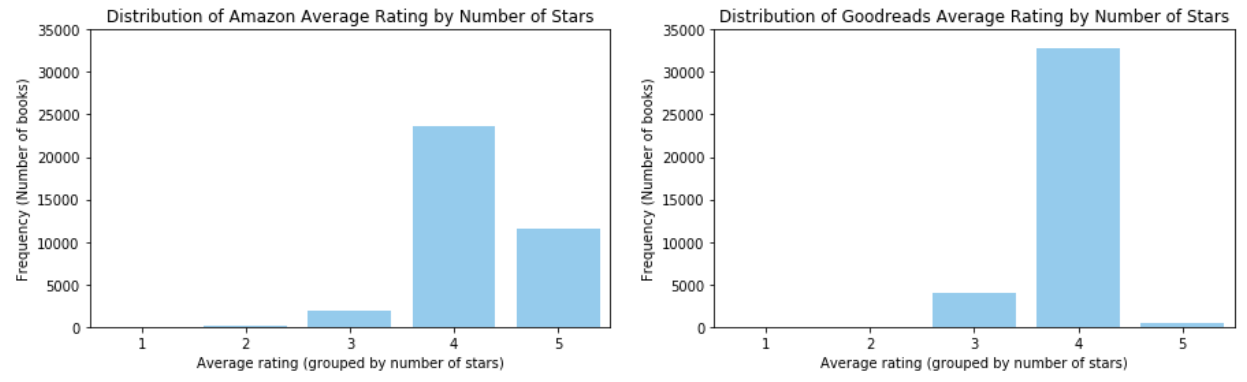 Distribution of Amazon Average Rating by Number of Stars
35000
30000
25000
20000
15000
10000
5000
0
Frequency (Number of books)
1 2 3 4 5
Average rating (grouped by number of stars)
Distribution of Goodreads Average Rating by Number of Stars
35000
30000
25000
20000
15000
10000
5000
0
Frequency (Number of books)
1 2 3 4 5
Average rating (grouped by number of stars)